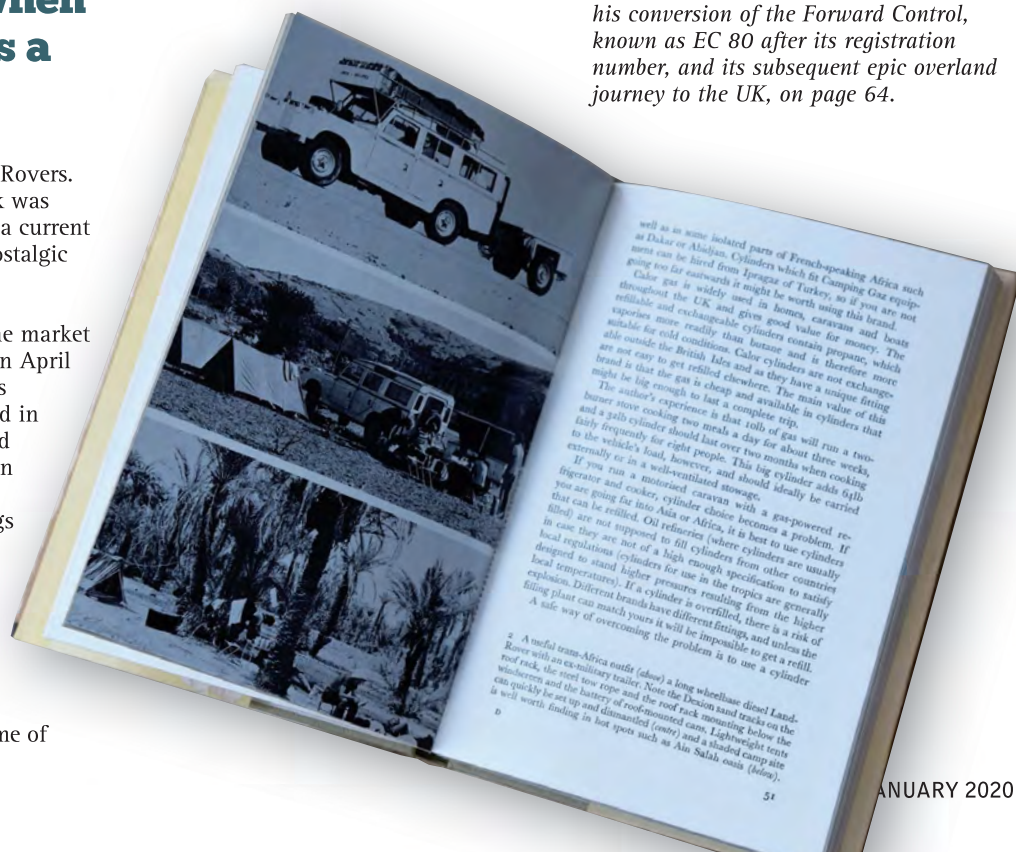 when
s a
his conversion of the Forward Control,
known as EC 80 after its registration
number, and its subsequent epic overland
journey to the UK, on page 64.
Rovers.
k was
a current
ostalgic
ne market
n April
s
d in
d
n
gs
me of
well as in some isolated parts of French-speaking Africa such
as Dakar or Abidjan. Cylinders which fit Camping Gaz equip-
ment can be hired from Ipragaz of Turkey, so if you are not
going too far eastwards it might be worth using this brand.
Calor gas is widely used in homes, caravans and boats
throughout the UK and gives good value for money. The
refillable and exchangeable cylinders contain propane, which
vaporises more readily than butane and is therefore more
suitable for cold conditions. Calor cylinders are not exchange-
able outside the British Isles and as they have a unique fitting
are not easy to get refilled elsewhere. The main value of this
brand is that the gas is cheap and available in cylinders that
might be big enough to last a complete trip.
The author's experience is that 10lb of gas will run a two-
burner stove cooking two meals a day for about three weeks,
and a 32lb cylinder should last over two months when cooking
fairly frequently for eight people. This big cylinder adds 64lb
to the vehicle's load, however, and should ideally be carried
externally or in a well-ventilated stowage.
If you run a motorised caravan with a gas-powered re-
frigerator and cooker, cylinder choice becomes a problem. If
you are going far into Asia or Africa, it is best to use cylinders
that can be refilled. Oil refineries (where cylinders are usually
filled) are not supposed to fill cylinders from other countries
in case they are not of a high enough specification to satisfy
local regulations (cylinders for use in the tropics are generally
designed to stand higher pressures resulting from the higher
local temperatures). If a cylinder is overfilled, there is a risk of
explosion. Different brands have different fittings, and unless the
filling plant can match yours it will be impossible to get a refill.
A safe way of overcoming the problem is to use a cylinder
2 A useful trans-Africa outfit (above) a long wheelbase diesel Land-
Rover with an ex-military trailer. Note the Dexion sand tracks on the
roof rack, the steel tow rope and the roof rack mounting below the
windscreen and the battery of roof-mounted cans. Lightweight tents
can quickly be set up and dismantled (centre) and a shaded camp site
is well worth finding in hot spots such as Ain Salah oasis (below).
D
51
ANUARY 2020